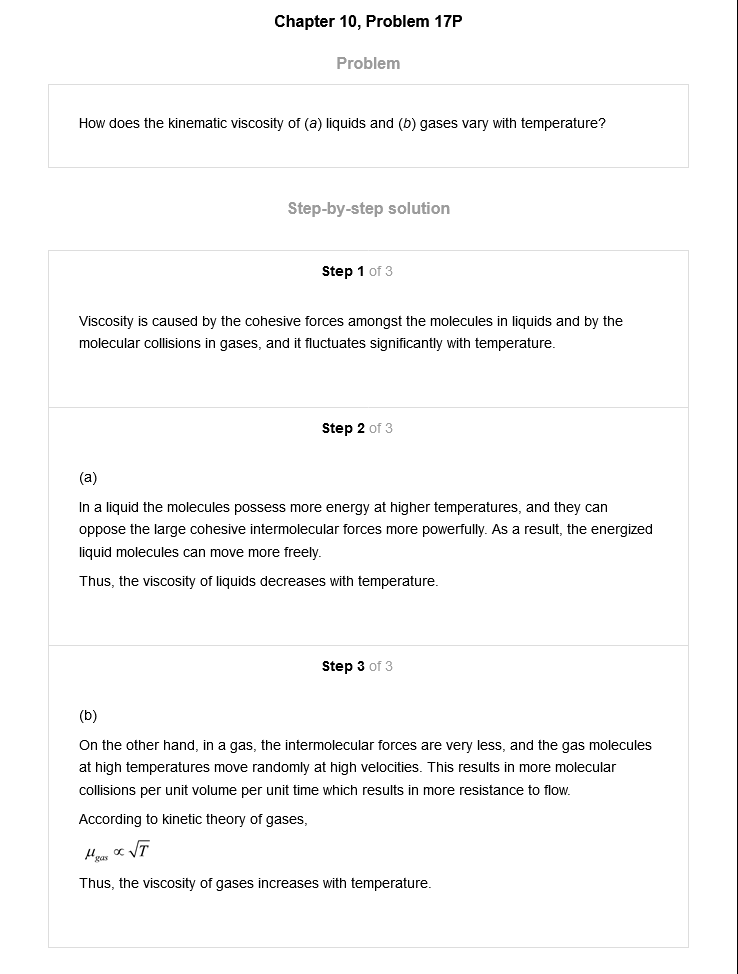 Chapter 10, Problem 17P
Problem
How does the kinematic viscosity of (a) liquids and (b) gases vary with temperature?
Step-by-step solution
Step 1 of 3
Viscosity is caused by the cohesive forces amongst the molecules in liquids and by the
molecular collisions in gases, and it fluctuates significantly with temperature.
Step 2 of 3
(a)
In a liquid the molecules possess more energy at higher temperatures, and they can
oppose the large cohesive intermolecular forces more powerfully. As a result, the energized
liquid molecules can move more freely.
Thus, the viscosity of liquids decreases with temperature.
Step 3 of 3
(b)
On the other hand, in a gas, the intermolecular forces are very less, and the gas molecules
at high temperatures move randomly at high velocities. This results in more molecular
collisions per unit volume per unit time which results in more resistance to flow.
According to kinetic theory of gases,
μgas ∝ √T
Thus, the viscosity of gases increases with temperature.